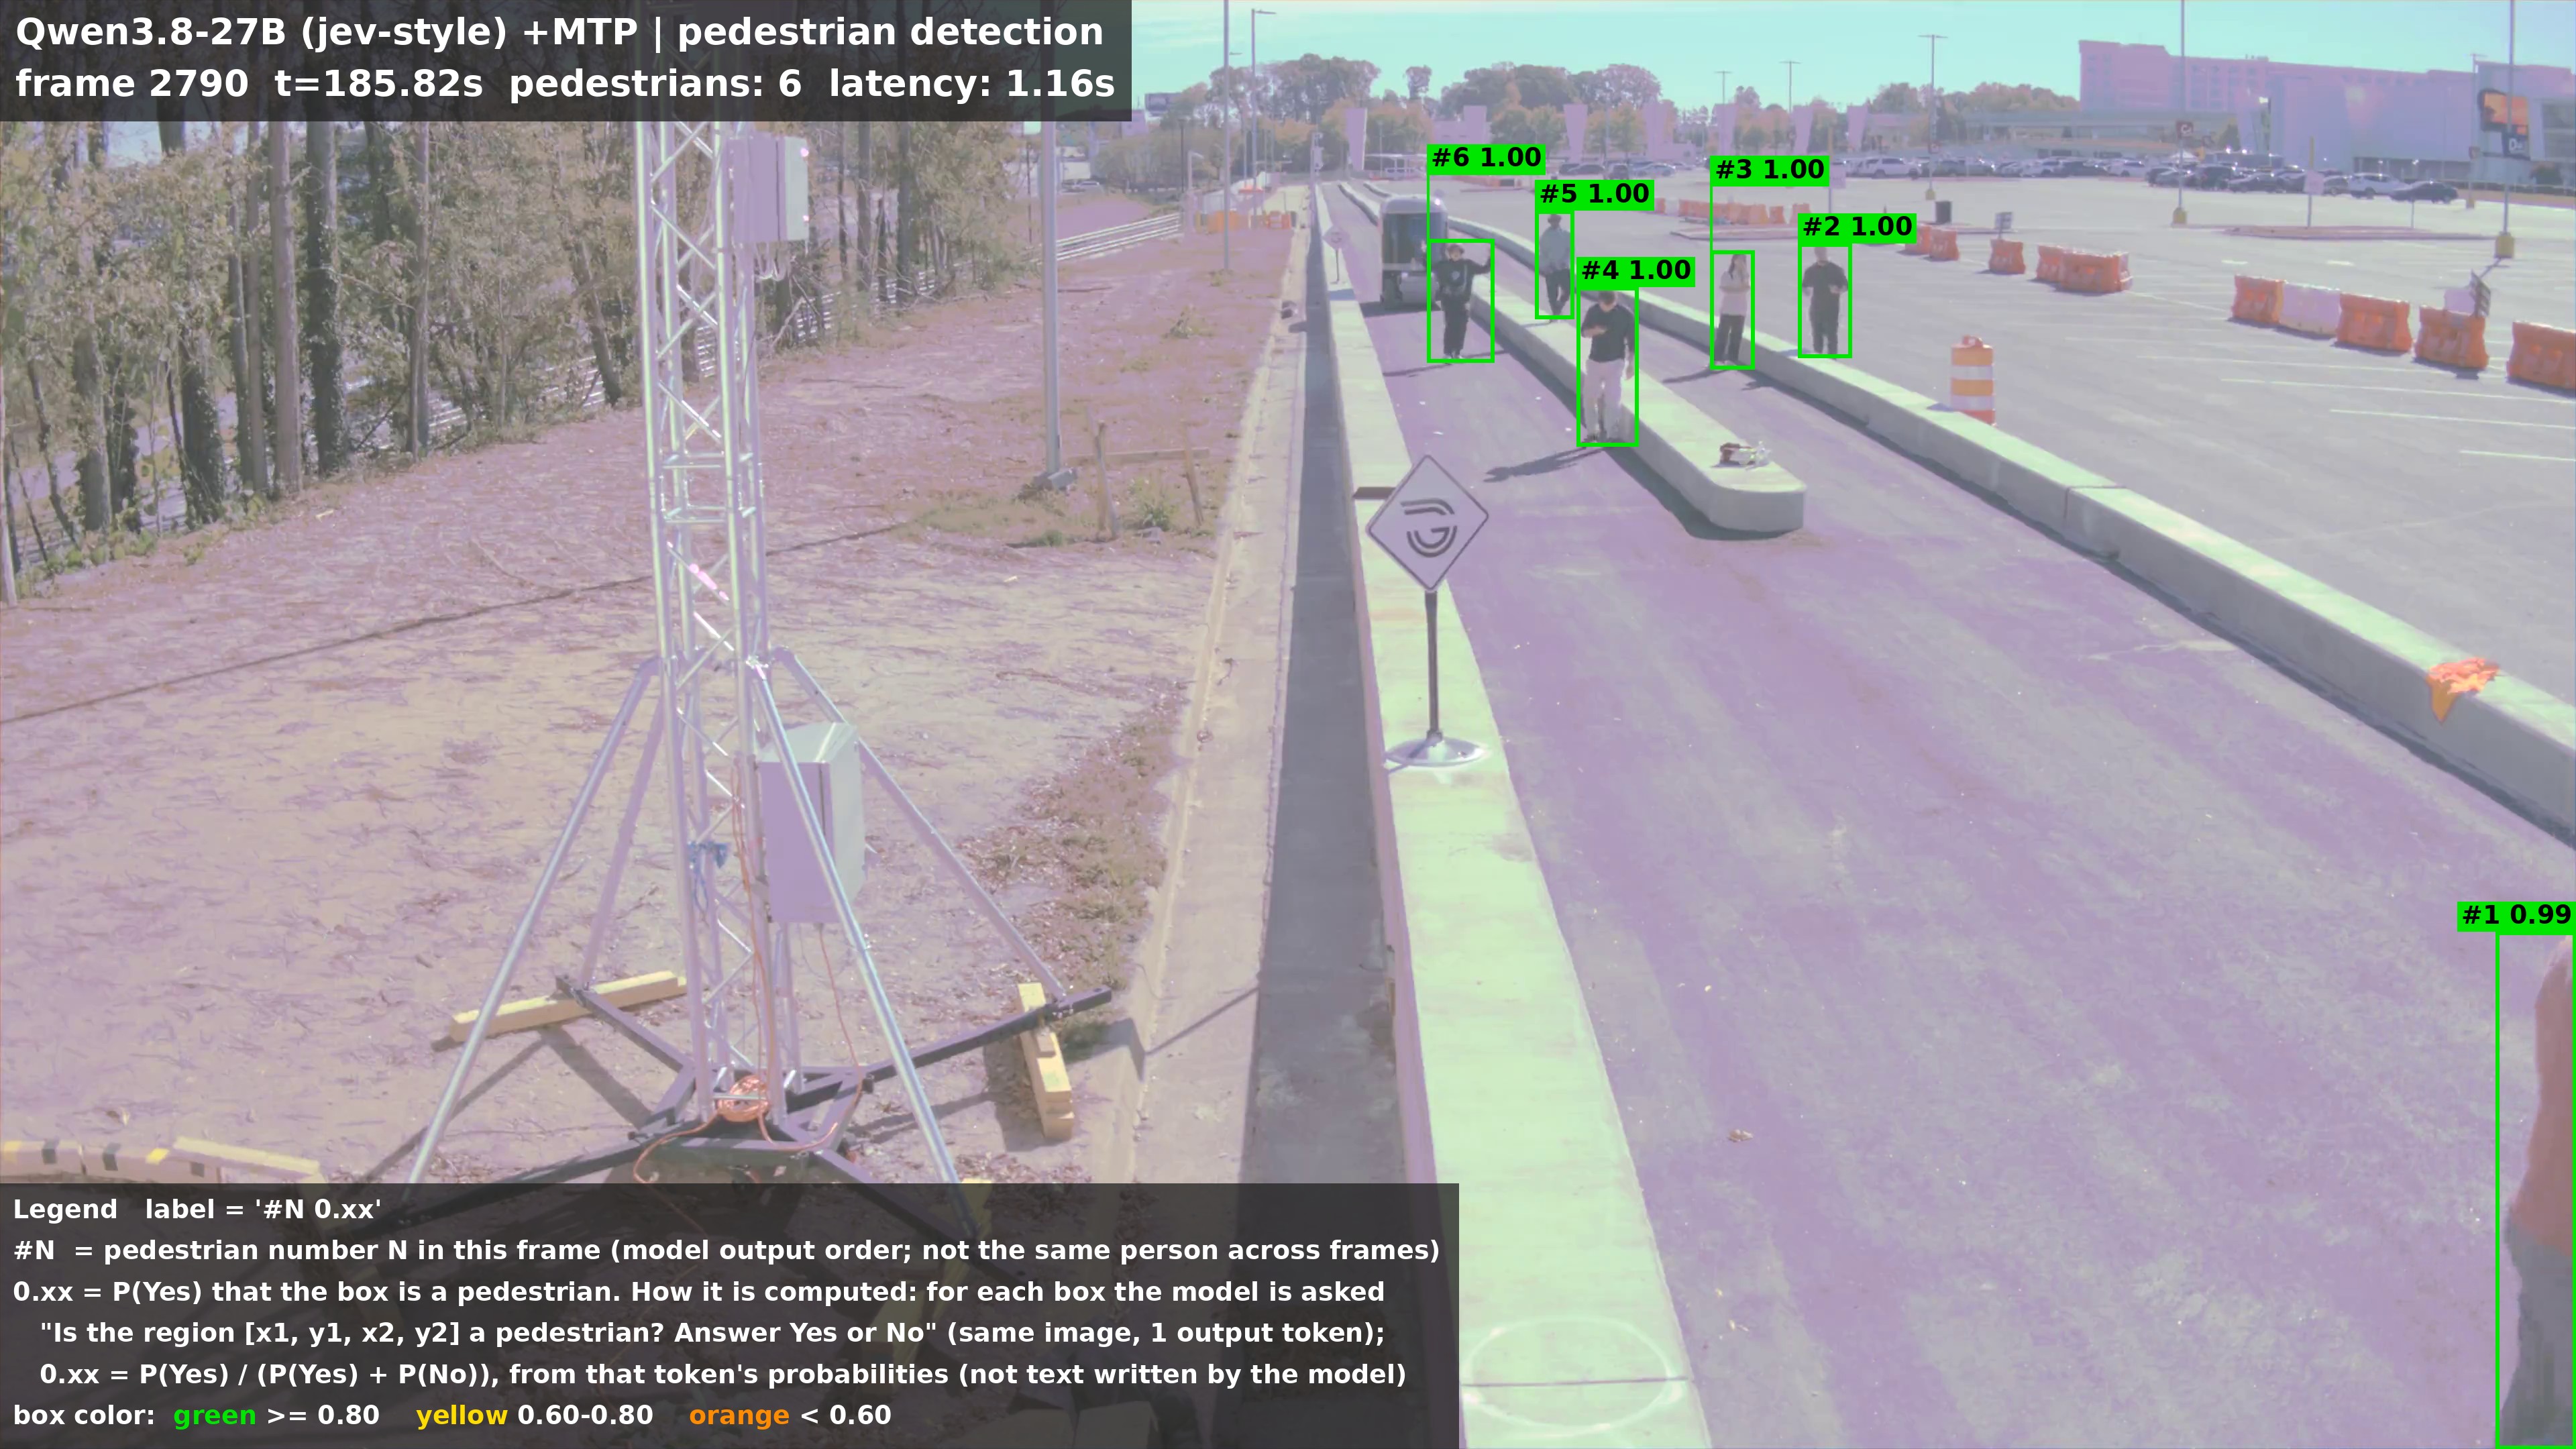 Qwen3.8-27B (jev-style) +MTP | pedestrian detection
frame 2790  t=185.82s  pedestrians: 6  latency: 1.16s
#6 1.00
#3 1.00
#5 1.00
#2 1.00
#4 1.00
#1 0.99
Legend   label = '#N 0.xx'
#N  = pedestrian number N in this frame (model output order; not the same person across frames)
0.xx = P(Yes) that the box is a pedestrian. How it is computed: for each box the model is asked
"Is the region [x1, y1, x2, y2] a pedestrian? Answer Yes or No" (same image, 1 output token);
0.xx = P(Yes) / (P(Yes) + P(No)), from that token's probabilities (not text written by the model)
box color:  green >= 0.80    yellow 0.60-0.80    orange < 0.60